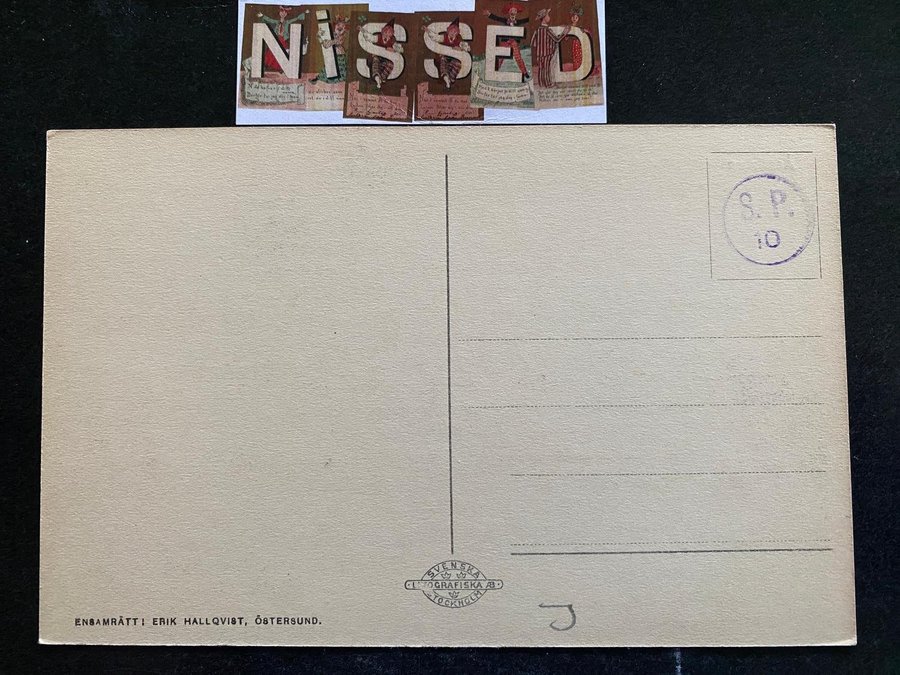 NiSSED
S. P.
10
SVENSKA
LITOGRAFISKA AB
STOCKHOLM
J
ENSAMRÄTT: ERIK HALLQVIST, ÖSTERSUND.